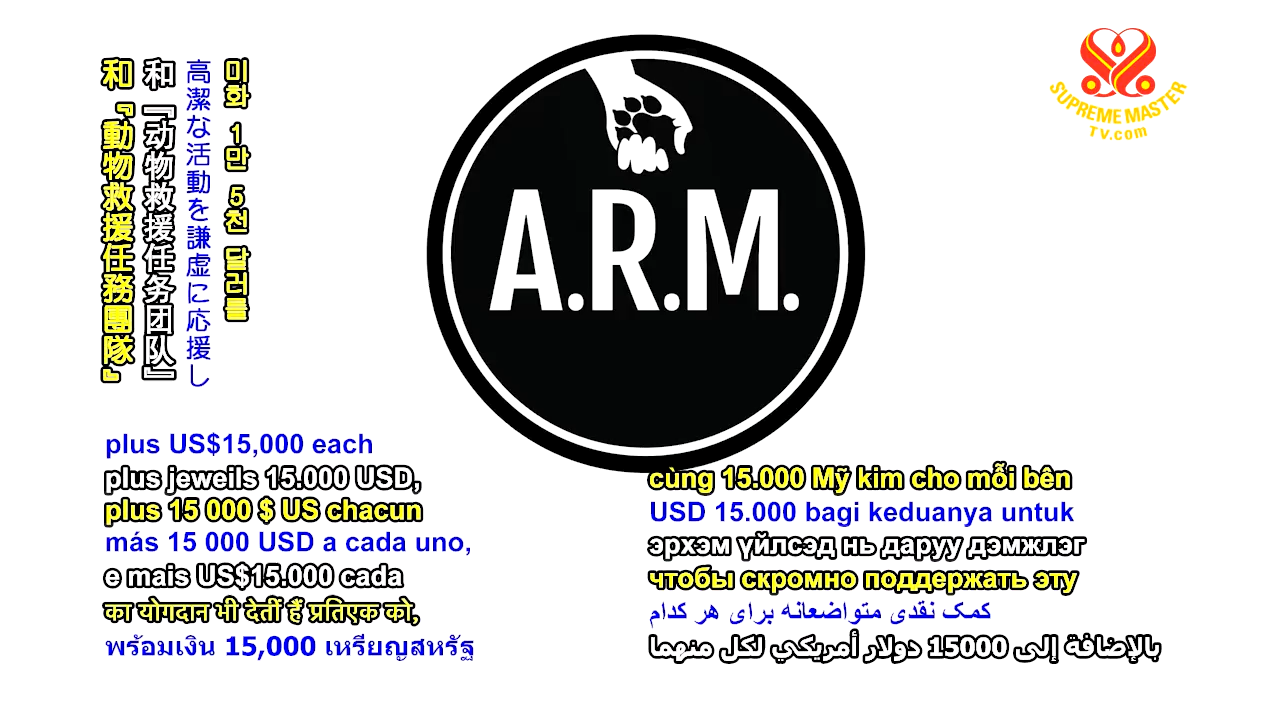 和『動物救援任務團隊』
和『动物救援任务团队』
高潔な活動を謙虚に応援し
미화 1만 5천 달러를
A.R.M.
SUPREME MASTER
TV.com
plus US$15,000 each
plus jeweils 15.000 USD,
plus 15 000 $ US chacun
más 15 000 USD a cada uno,
e mais US$15.000 cada
का योगदान भी देतीं हैं प्रतिएक को,
พร้อมเงิน 15,000 เหรียญสหรัฐ
cùng 15.000 Mỹ kim cho mỗi bên
USD 15.000 bagi keduanya untuk
эрхэм үйлсэд нь даруу дэмжлэг
чтобы скромно поддержать эту
کمک نقدی متواضعانه برای هر کدام
بالإضافة إلى 15000 دولار أمريكي لكل منهما